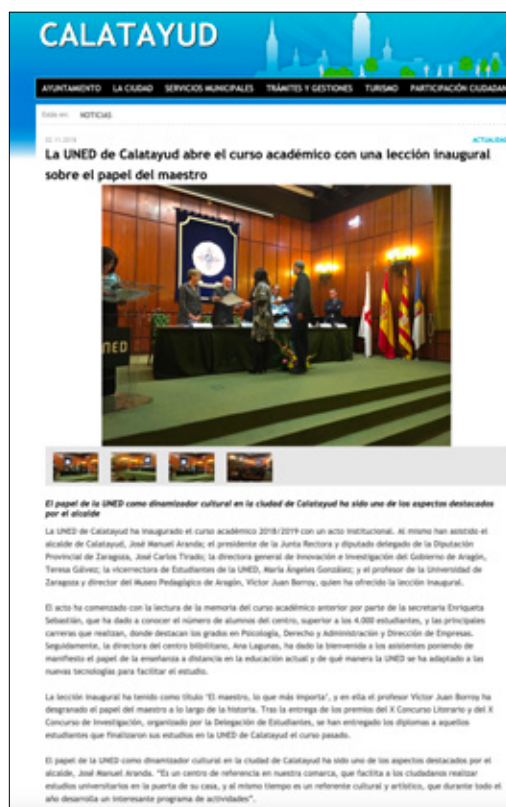 CALATAYUD
AYUNTAMIENTO LA CIUDAD SERVICIOS MUNICIPALES TRÁMITES Y GESTIONES TURISMO PARTICIPACIÓN CIUDADAN
Estás en: NOTICIAS
02.11.2018 ACTUALIDAD
La UNED de Calatayud abre el curso académico con una lección inaugural
sobre el papel del maestro
UNED
El papel de la UNED como dinamizador cultural en la ciudad de Calatayud ha sido uno de los aspectos destacados
por el alcalde
La UNED de Calatayud ha inaugurado el curso académico 2018/2019 con un acto institucional. Al mismo han asistido el
alcalde de Calatayud, José Manuel Aranda; el presidente de la Junta Rectora y diputado delegado de la Diputación
Provincial de Zaragoza, José Carlos Tirado; la directora general de Innovación e Investigación del Gobierno de Aragón,
Teresa Gálvez; la vicerrectora de Estudiantes de la UNED, María Ángeles González; y el profesor de la Universidad de
Zaragoza y director del Museo Pedagógico de Aragón, Víctor Juan Borroy, quien ha ofrecido la lección inaugural.
El acto ha comenzado con la lectura de la memoria del curso académico anterior por parte de la secretaria Enriqueta
Sebastián, que ha dado a conocer el número de alumnos del centro, superior a los 4.000 estudiantes, y las principales
carreras que realizan, donde destacan los grados en Psicología, Derecho y Administración y Dirección de Empresas.
Seguidamente, la directora del centro bilbilitano, Ana Lagunas, ha dado la bienvenida a los asistentes poniendo de
manifiesto el papel de la enseñanza a distancia en la educación actual y de qué manera la UNED se ha adaptado a las
nuevas tecnologías para facilitar el estudio.
La lección inaugural ha tenido como título 'El maestro, lo que más importa', y en ella el profesor Víctor Juan Borroy ha
desgranado el papel del maestro a lo largo de la historia. Tras la entrega de los premios del X Concurso Literario y del X
Concurso de Investigación, organizado por la Delegación de Estudiantes, se han entregado los diplomas a aquellos
estudiantes que finalizaron sus estudios en la UNED de Calatayud el curso pasado.
El papel de la UNED como dinamizador cultural en la ciudad de Calatayud ha sido uno de los aspectos destacados por el
alcalde, José Manuel Aranda. "Es un centro de referencia en nuestra comarca, que facilita a los ciudadanos realizar
estudios universitarios en la puerta de su casa, y al mismo tiempo es un referente cultural y artístico, que durante todo el
año desarrolla un interesante programa de actividades".